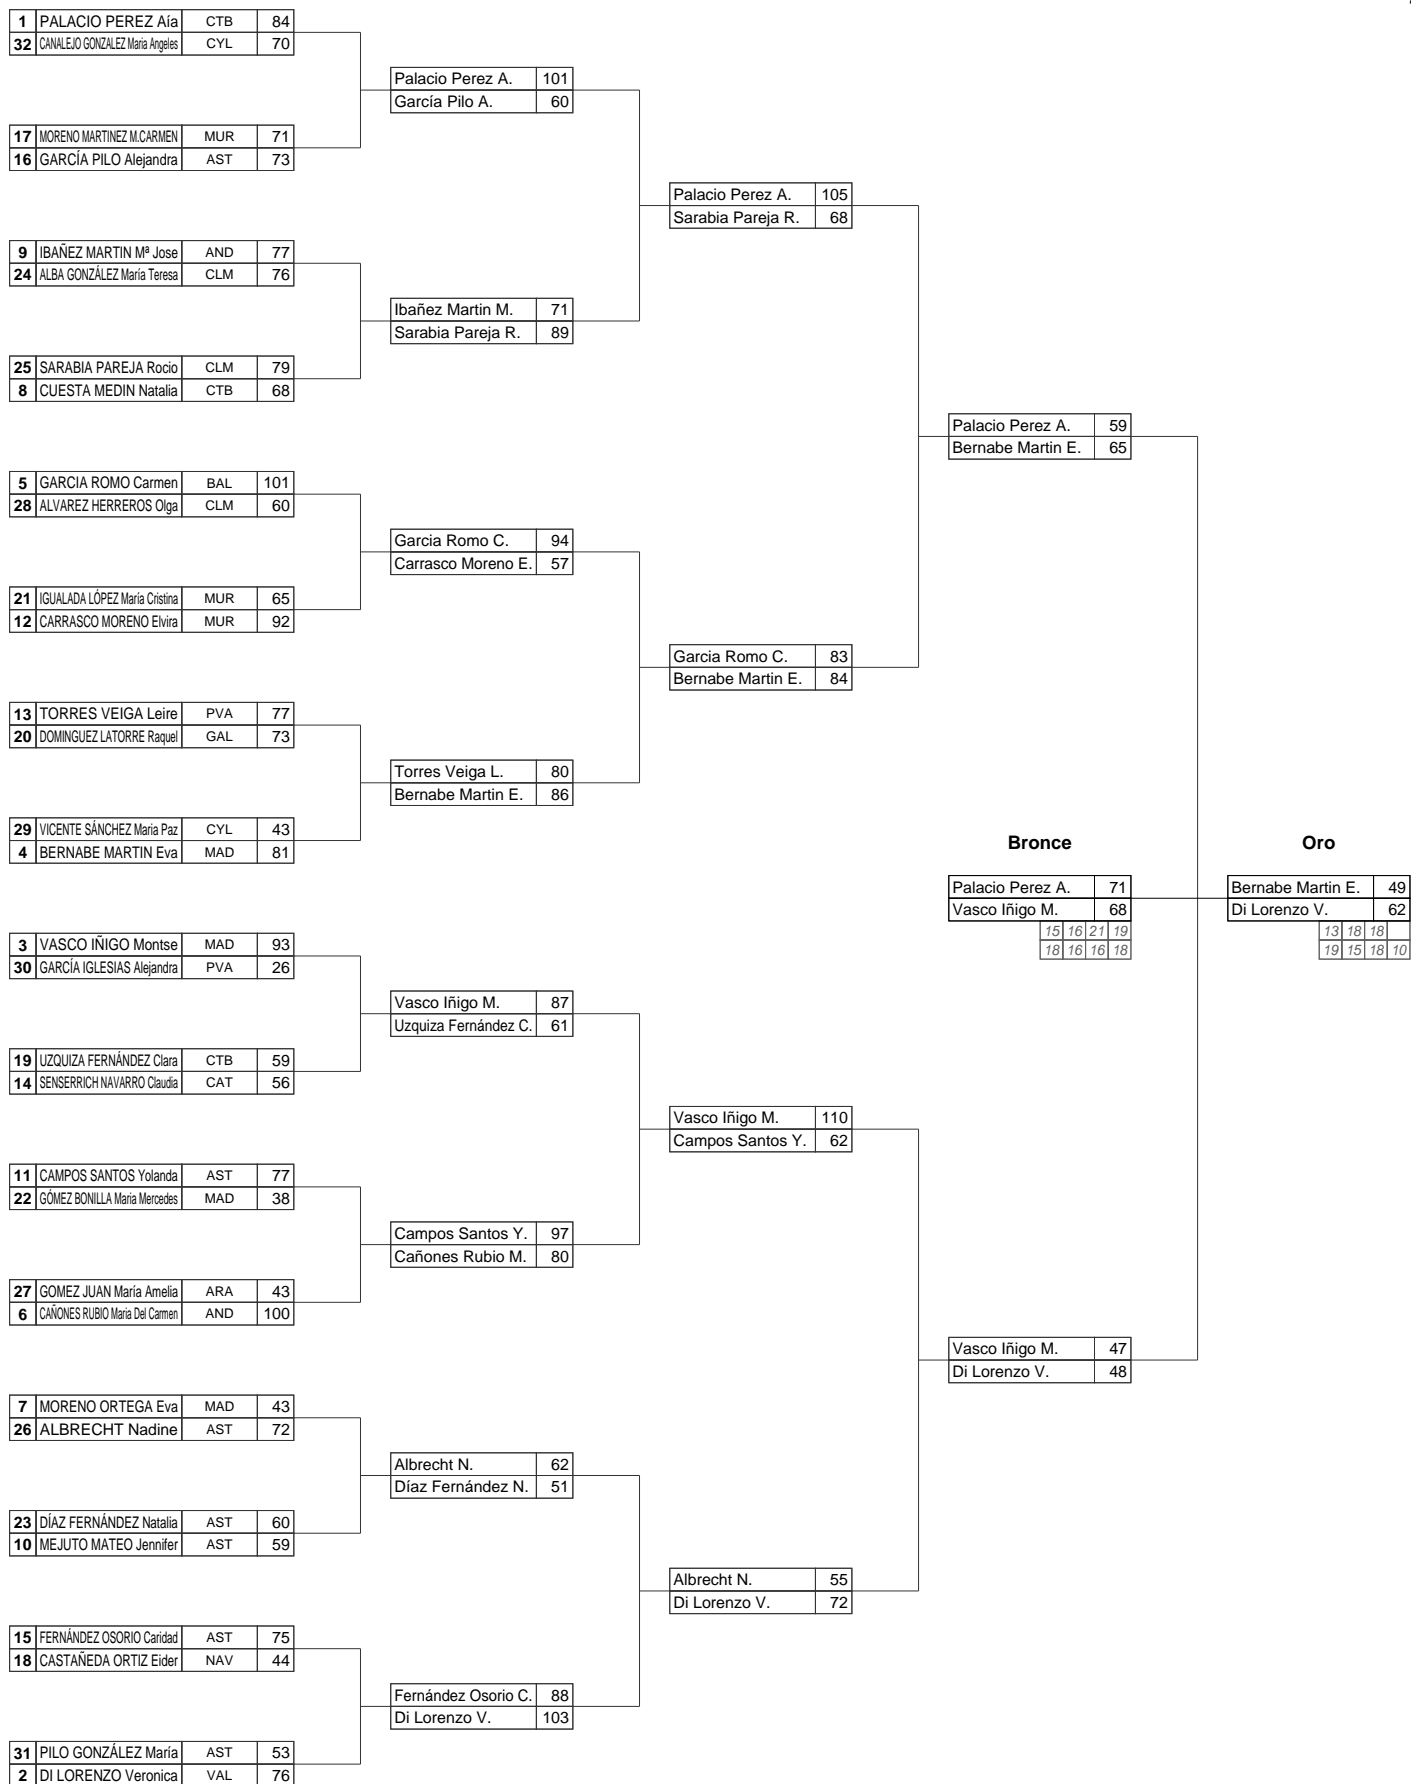 1 PALACIO PEREZ Aía CTB 84
32 CANALEJO GONZALEZ Maria Angeles CYL 70
Palacio Perez A. 101
García Pilo A. 60
17 MORENO MARTINEZ M.CARMEN MUR 71
16 GARCÍA PILO Alejandra AST 73
Palacio Perez A. 105
Sarabia Pareja R. 68
9 IBAÑEZ MARTIN Mª Jose AND 77
24 ALBA GONZÁLEZ María Teresa CLM 76
Ibañez Martin M. 71
Sarabia Pareja R. 89
25 SARABIA PAREJA Rocio CLM 79
8 CUESTA MEDIN Natalia CTB 68
Palacio Perez A. 59
Bernabe Martin E. 65
5 GARCIA ROMO Carmen BAL 101
28 ALVAREZ HERREROS Olga CLM 60
Garcia Romo C. 94
Carrasco Moreno E. 57
21 IGUALADA LÓPEZ María Cristina MUR 65
12 CARRASCO MORENO Elvira MUR 92
Garcia Romo C. 83
Bernabe Martin E. 84
13 TORRES VEIGA Leire PVA 77
20 DOMINGUEZ LATORRE Raquel GAL 73
Torres Veiga L. 80
Bernabe Martin E. 86
29 VICENTE SÁNCHEZ Maria Paz CYL 43
4 BERNABE MARTIN Eva MAD 81
Bronce Oro
Palacio Perez A. 71 Bernabe Martin E. 49
Vasco Iñigo M. 68 Di Lorenzo V. 62
15 16 21 19 13 18 18
18 16 16 18 19 15 18 10
3 VASCO IÑIGO Montse MAD 93
30 GARCÍA IGLESIAS Alejandra PVA 26
Vasco Iñigo M. 87
Uzquiza Fernández C. 61
19 UZQUIZA FERNÁNDEZ Clara CTB 59
14 SENSERRICH NAVARRO Claudia CAT 56
Vasco Iñigo M. 110
Campos Santos Y. 62
11 CAMPOS SANTOS Yolanda AST 77
22 GÓMEZ BONILLA Maria Mercedes MAD 38
Campos Santos Y. 97
Cañones Rubio M. 80
27 GOMEZ JUAN María Amelia ARA 43
6 CAÑONES RUBIO Maria Del Carmen AND 100
Vasco Iñigo M. 47
Di Lorenzo V. 48
7 MORENO ORTEGA Eva MAD 43
26 ALBRECHT Nadine AST 72
Albrecht N. 62
Díaz Fernández N. 51
23 DÍAZ FERNÁNDEZ Natalia AST 60
10 MEJUTO MATEO Jennifer AST 59
Albrecht N. 55
Di Lorenzo V. 72
15 FERNÁNDEZ OSORIO Caridad AST 75
18 CASTAÑEDA ORTIZ Eider NAV 44
Fernández Osorio C. 88
Di Lorenzo V. 103
31 PILO GONZÁLEZ María AST 53
2 DI LORENZO Veronica VAL 76